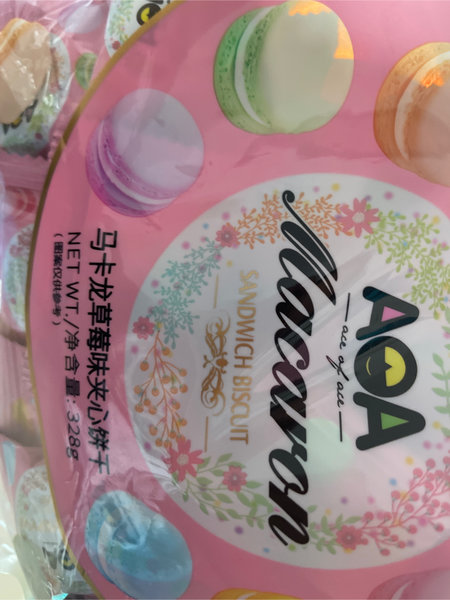 AOA
ace of ace
Macaron
SANDWICH BISCUIT
马卡龙草莓味夹心饼干
NET WT./净含量:328g
(图案仅供参考)